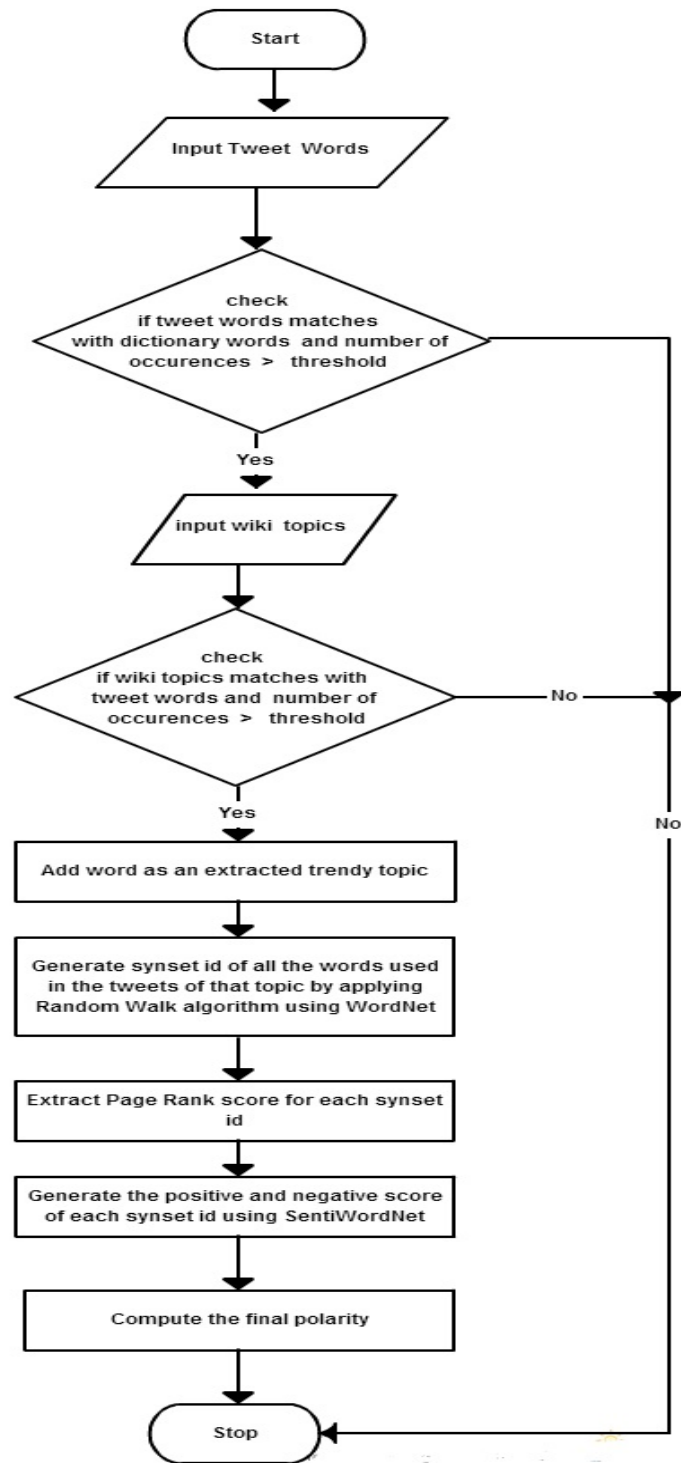 Start
Input Tweet Words
check
if tweet words matches
with dictionary words and number of
occurences > threshold
Yes
input wiki topics
check
if wiki topics matches with
tweet words and number of
occurences > threshold
No
Yes
No
Add word as an extracted trendy topic
Generate synset id of all the words used
in the tweets of that topic by applying
Random Walk algorithm using WordNet
Extract Page Rank score for each synset
id
Generate the positive and negative score
of each synset id using SentiWordNet
Compute the final polarity
Stop